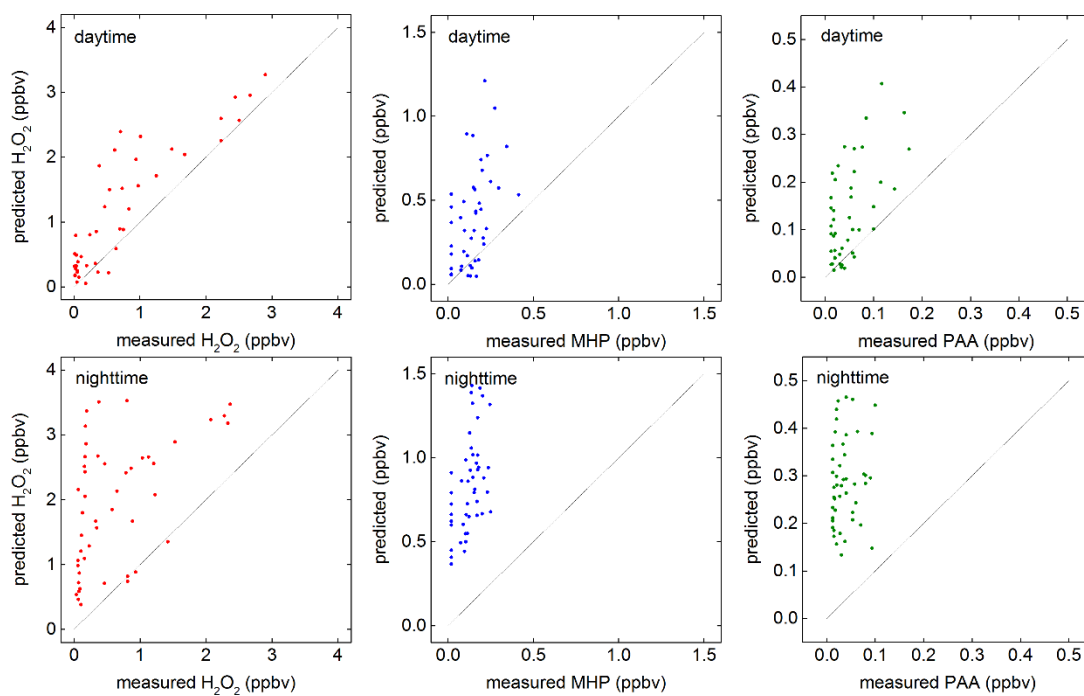 daytime
predicted H₂O₂ (ppbv)
4
3
2
1
0
0 1 2 3 4
measured H₂O₂ (ppbv)
daytime
predicted (ppbv)
1.5
1.0
0.5
0.0
0.0 0.5 1.0 1.5
measured MHP (ppbv)
daytime
predicted (ppbv)
0.5
0.4
0.3
0.2
0.1
0.0
0.0 0.1 0.2 0.3 0.4 0.5
measured PAA (ppbv)
nighttime
predicted H₂O₂ (ppbv)
4
3
2
1
0
0 1 2 3 4
measured H₂O₂ (ppbv)
nighttime
predicted (ppbv)
1.5
1.0
0.5
0.0
0.0 0.5 1.0 1.5
measured MHP (ppbv)
nighttime
predicted (ppbv)
0.5
0.4
0.3
0.2
0.1
0.0
0.0 0.1 0.2 0.3 0.4 0.5
measured PAA (ppbv)